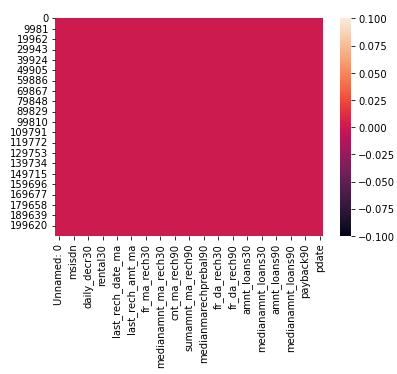 0
9981
19962
29943
39924
49905
59886
69867
79848
89829
99810
109791
119772
129753
139734
149715
159696
169677
179658
189639
199620
0.100
0.075
0.050
0.025
0.000
−0.025
−0.050
−0.075
−0.100
Unnamed: 0
msisdn
daily_decr30
rental30
last_rech_date_ma
last_rech_amt_ma
fr_ma_rech30
medianamnt_ma_rech30
cnt_ma_rech90
sumamnt_ma_rech90
medianmarechprebal90
fr_da_rech30
fr_da_rech90
amnt_loans30
medianamnt_loans30
amnt_loans90
medianamnt_loans90
payback90
pdate